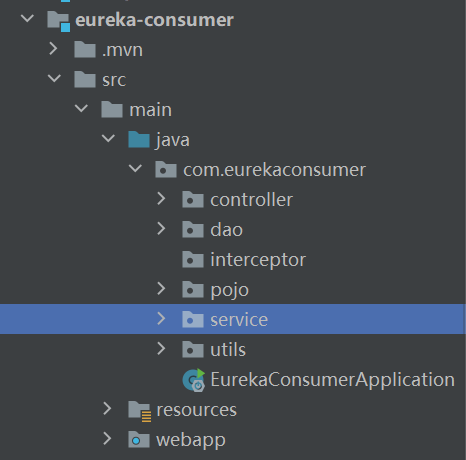 eureka-consumer
.mvn
src
main
java
com.eurekaconsumer
controller
dao
interceptor
pojo
service
utils
EurekaConsumerApplication
resources
webapp